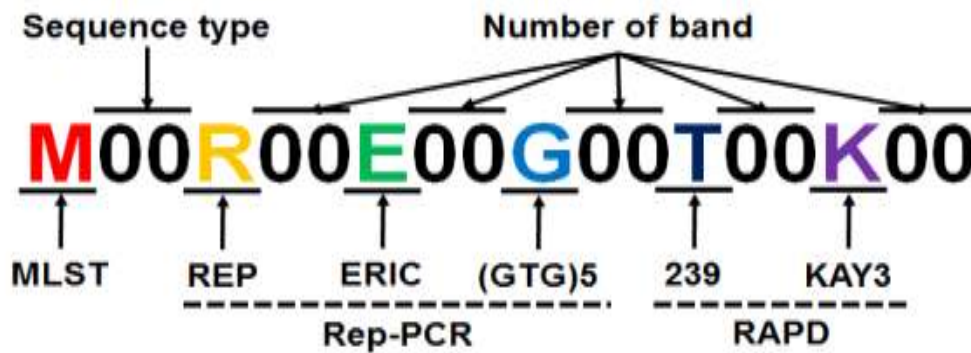 Sequence type Number of band
M00R00E00G00T00K00
MLST REP ERIC (GTG)5 239 KAY3
Rep-PCR RAPD